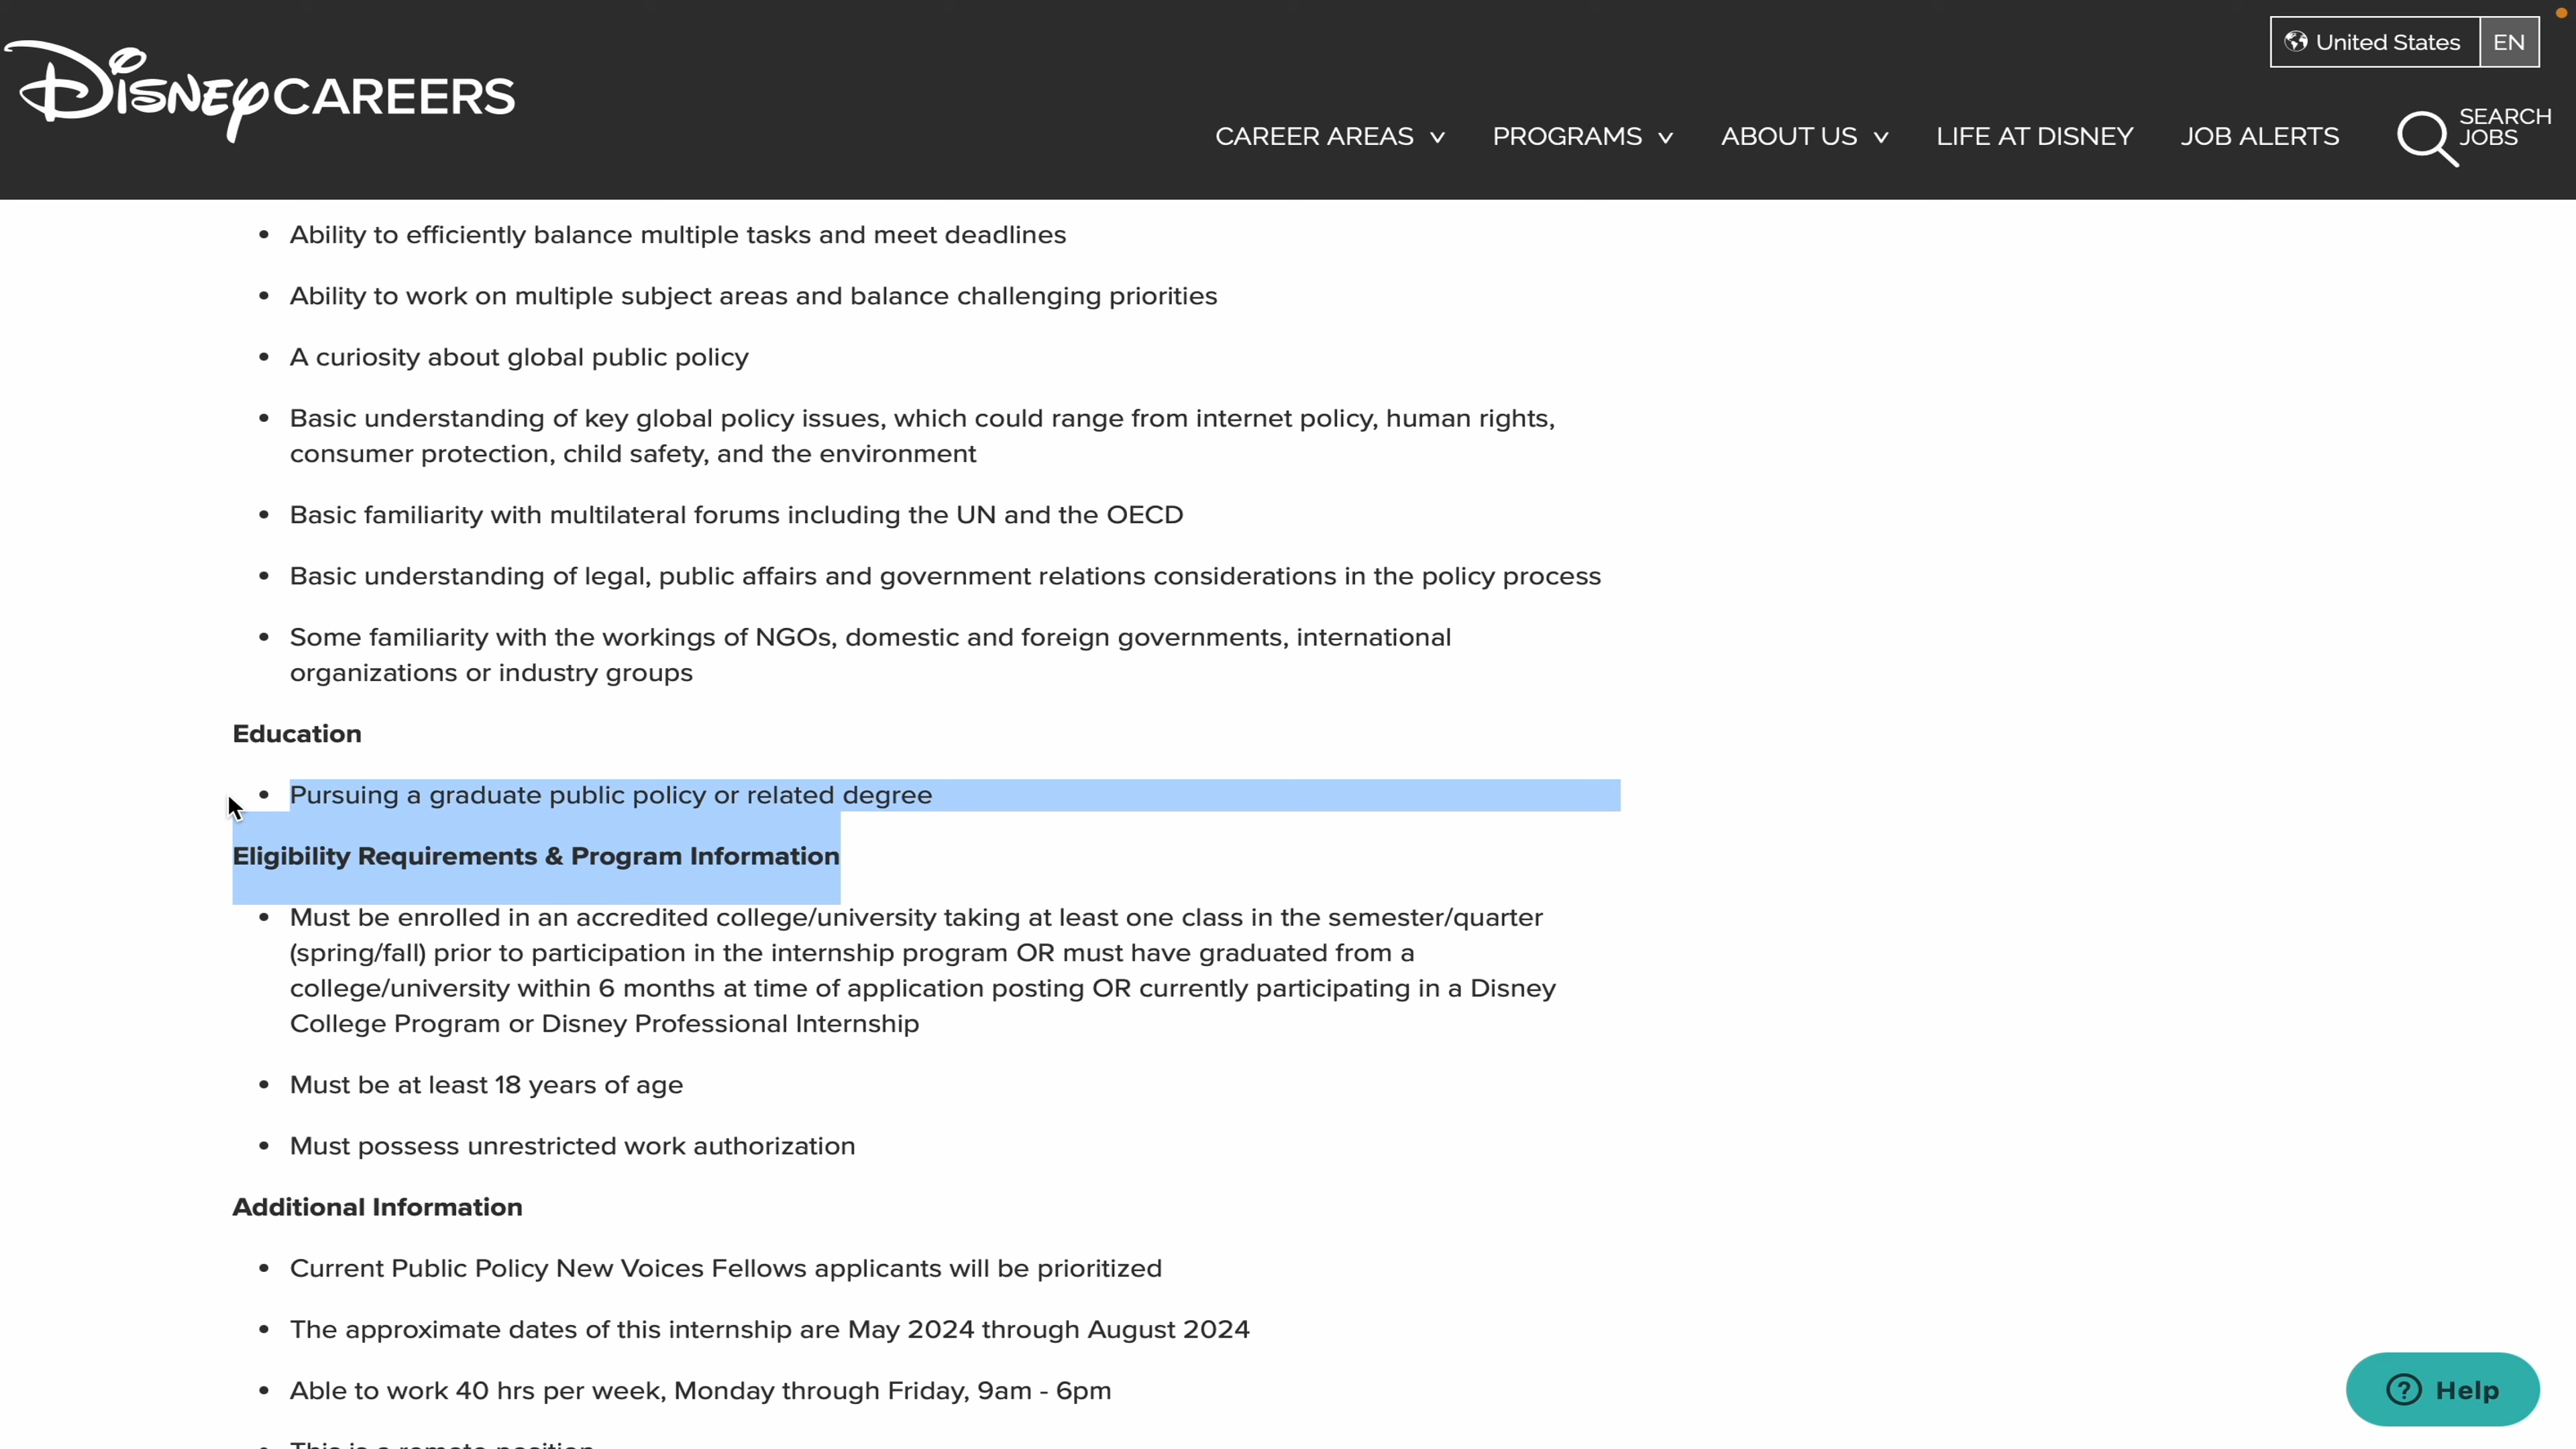 United States EN
DISNEY CAREERS
CAREER AREAS PROGRAMS ABOUT US LIFE AT DISNEY JOB ALERTS SEARCH
JOBS
• Ability to efficiently balance multiple tasks and meet deadlines
• Ability to work on multiple subject areas and balance challenging priorities
• A curiosity about global public policy
• Basic understanding of key global policy issues, which could range from internet policy, human rights,
consumer protection, child safety, and the environment
• Basic familiarity with multilateral forums including the UN and the OECD
• Basic understanding of legal, public affairs and government relations considerations in the policy process
• Some familiarity with the workings of NGOs, domestic and foreign governments, international
organizations or industry groups
Education
• Pursuing a graduate public policy or related degree
Eligibility Requirements & Program Information
• Must be enrolled in an accredited college/university taking at least one class in the semester/quarter
(spring/fall) prior to participation in the internship program OR must have graduated from a
college/university within 6 months at time of application posting OR currently participating in a Disney
College Program or Disney Professional Internship
• Must be at least 18 years of age
• Must possess unrestricted work authorization
Additional Information
• Current Public Policy New Voices Fellows applicants will be prioritized
• The approximate dates of this internship are May 2024 through August 2024
• Able to work 40 hrs per week, Monday through Friday, 9am - 6pm
? Help
This is a remote position